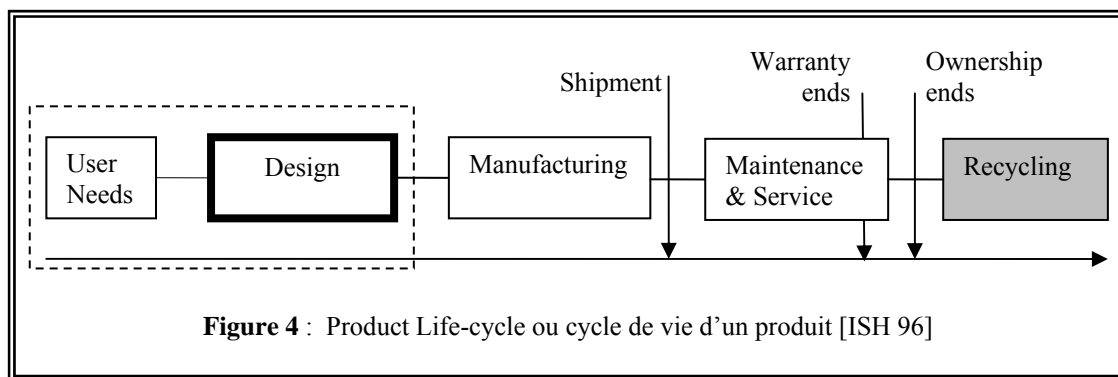 Shipment
Warranty
ends
Ownership
ends
User
Needs
Design
Manufacturing
Maintenance
& Service
Recycling
Figure 4 : Product Life-cycle ou cycle de vie d’un produit [ISH 96]